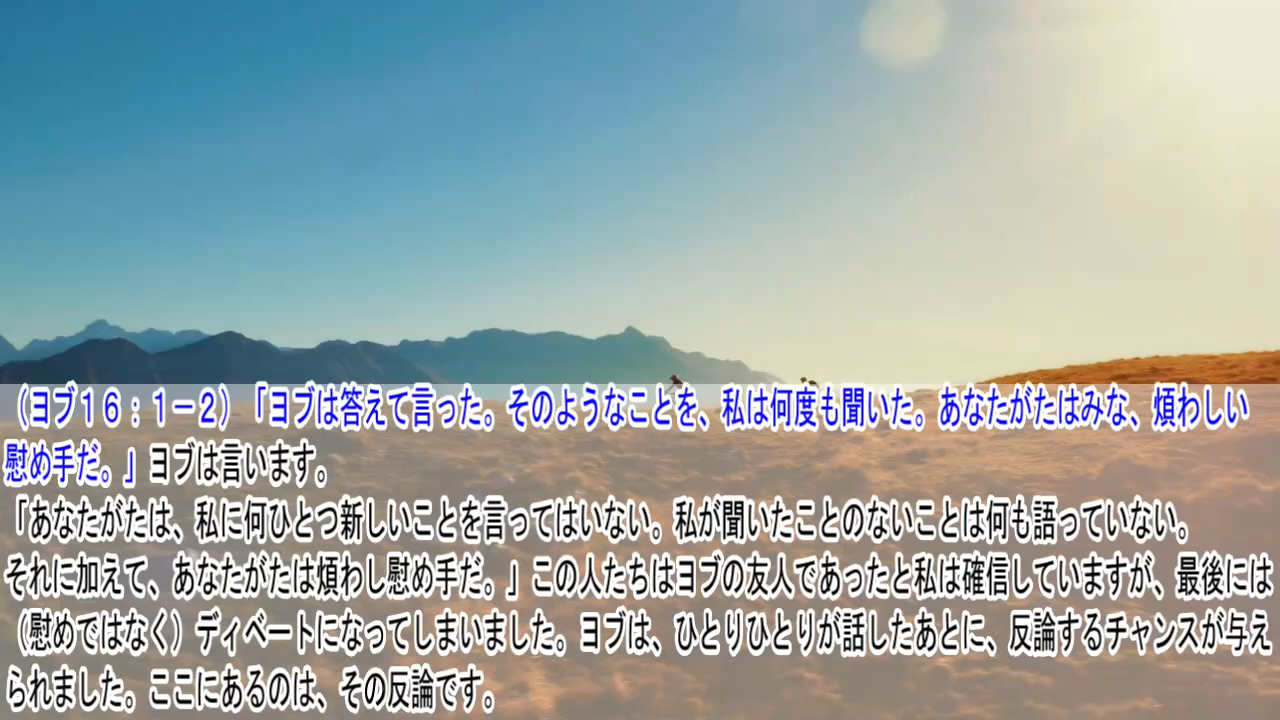 （ヨブ１６：１－２）「ヨブは答えて言った。そのようなことを、私は何度も聞いた。あなたがたはみな、煩わしい
慰め手だ。」ヨブは言います。
「あなたがたは、私に何ひとつ新しいことを言ってはいない。私が聞いたことのないことは何も語っていない。
それに加えて、あなたがたは煩わし慰め手だ。」この人たちはヨブの友人であったと私は確信していますが、最後には
（慰めではなく）ディベートになってしまいました。ヨブは、ひとりひとりが話したあとに、反論するチャンスが与え
られました。ここにあるのは、その反論です。